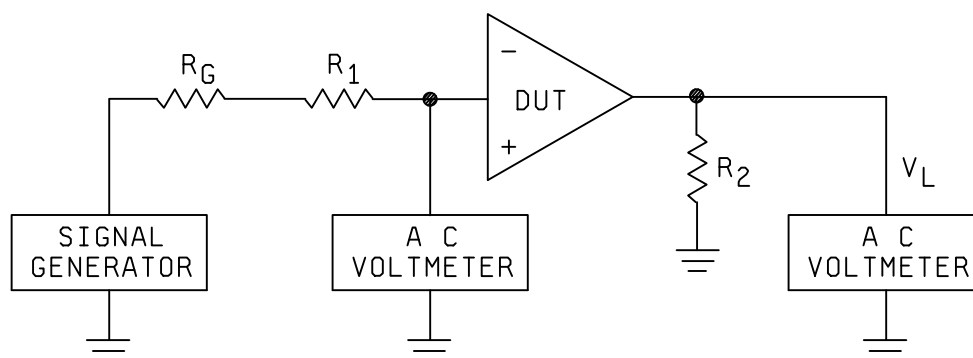 R_G
R_1
−
DUT
+
R_2
V_L
SIGNAL
GENERATOR
A C
VOLTMETER
A C
VOLTMETER